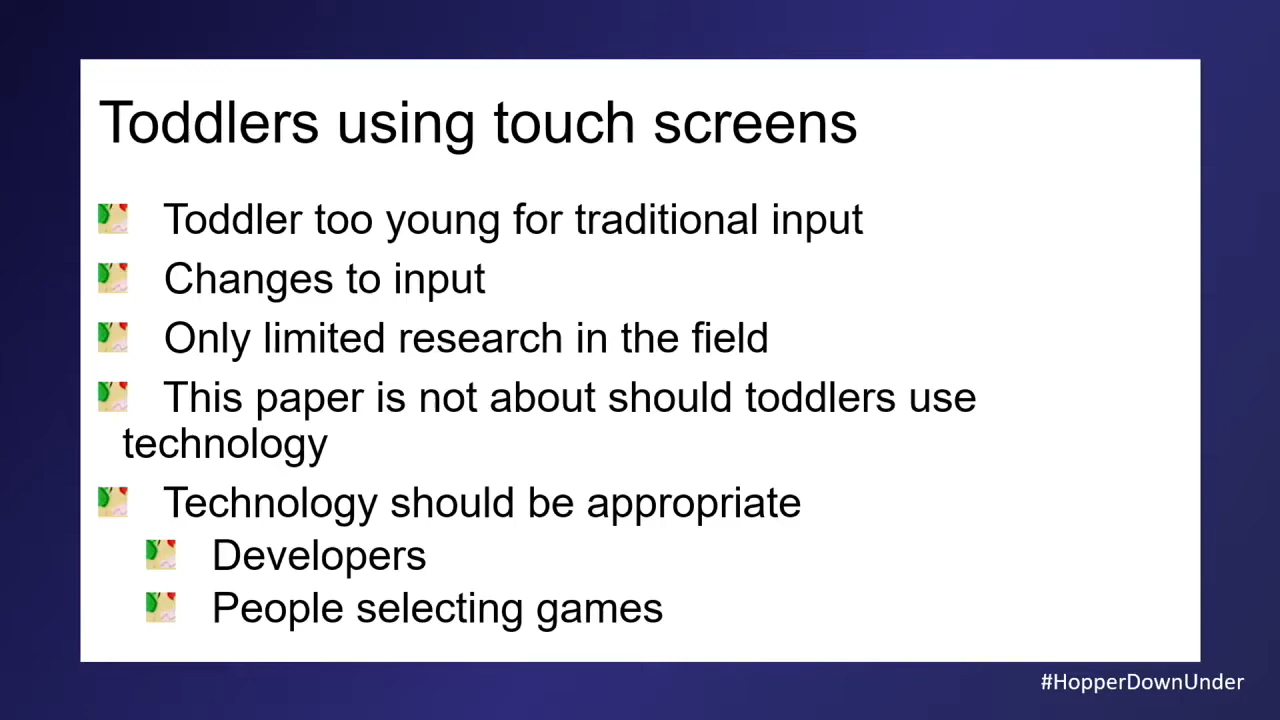 Toddlers using touch screens
Toddler too young for traditional input
Changes to input
Only limited research in the field
This paper is not about should toddlers use
technology
Technology should be appropriate
Developers
People selecting games
#HopperDownUnder